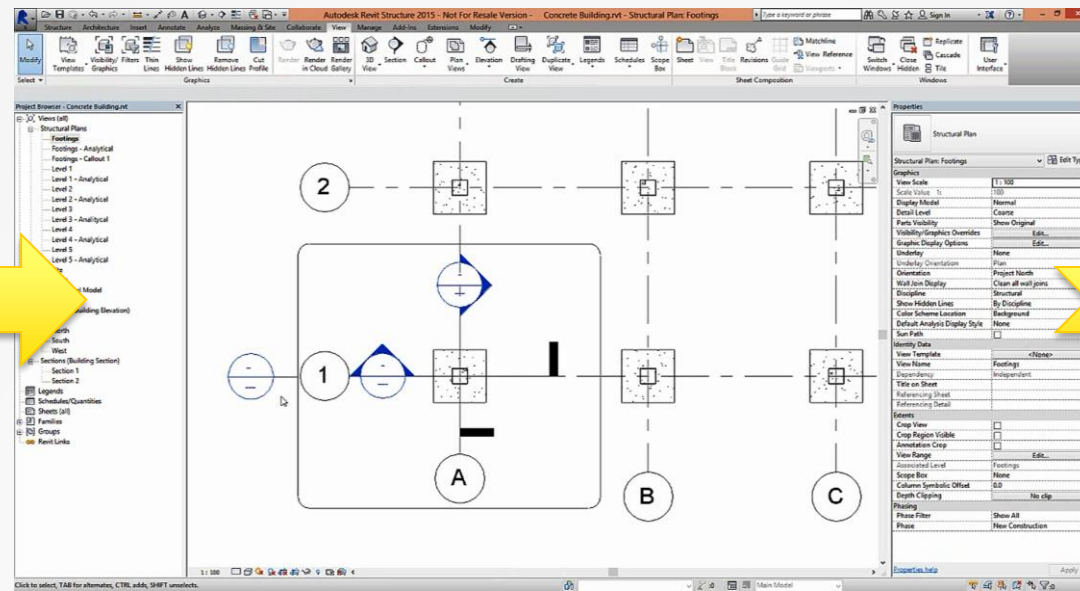 Autodesk Revit Structure 2015 - Not For Resale Version - Concrete Building.rvt - Structural Plan: Footings
Type a keyword or phrase
Sign In
Structure Architecture Insert Annotate Analyze Massing & Site Collaborate View Manage Add-Ins Extensions Modify
Modify
View Templates
Visibility/ Graphics
Filters
Thin Lines
Show Hidden Lines
Remove Hidden Lines
Cut Profile
Render
Render in Cloud
Render Gallery
3D View
Section
Callout
Plan Views
Elevation
Drafting View
Duplicate View
Legends
Schedules
Scope Box
Sheet
View
Title Block
Revisions
Guide Grid
Matchline
View Reference
Viewports
Switch Windows
Close Hidden
Replicate
Cascade
Tile
User Interface
Select
Graphics
Create
Sheet Composition
Windows
Project Browser - Concrete Building.rvt
Views (all)
Structural Plans
Footings
Footings - Analytical
Footings - Callout 1
Level 1
Level 1 - Analytical
Level 2
Level 2 - Analytical
Level 3
Level 3 - Analitycal
Level 4
Level 4 - Analytical
Level 5
Level 5 - Analytical
Model
Building Elevation)
North
South
West
Sections (Building Section)
Section 1
Section 2
Legends
Schedules/Quantities
Sheets (all)
Families
Groups
Revit Links
2
1
A
B
C
Properties
Structural Plan
Structural Plan: Footings
Edit Typ
Graphics
View Scale 1 : 100
Scale Value 1: 100
Display Model Normal
Detail Level Coarse
Parts Visibility Show Original
Visibility/Graphics Overrides Edit...
Graphic Display Options Edit...
Underlay None
Underlay Orientation Plan
Orientation Project North
Wall Join Display Clean all wall joins
Discipline Structural
Show Hidden Lines By Discipline
Color Scheme Location Background
Default Analysis Display Style None
Sun Path
Identity Data
View Template <None>
View Name Footings
Dependency Independent
Title on Sheet
Referencing Sheet
Referencing Detail
Extents
Crop View
Crop Region Visible
Annotation Crop
View Range Edit...
Associated Level Footings
Scope Box None
Column Symbolic Offset 0.0
Depth Clipping No clip
Phasing
Phase Filter Show All
Phase New Construction
Properties help
Apply
1 : 100
Click to select, TAB for alternates, CTRL adds, SHIFT unselects.
:0
Main Model
:0